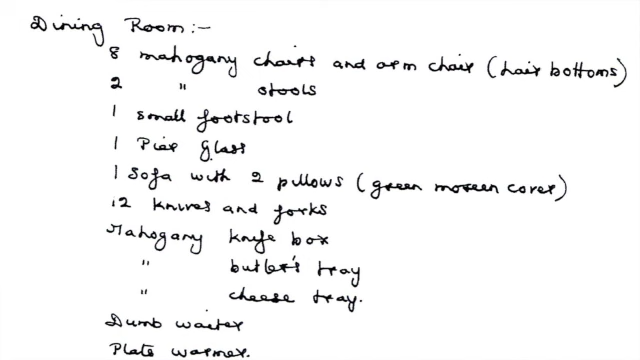 Dining Room:-
8 mahogany chairs and arm chair (hair bottoms)
2 " stools
1 small footstool
1 Pier Glass
1 Sofa with 2 pillows (green moreen cover)
12 knives and forks
Mahogany knife box
" butler's tray
" cheese tray.
Dumb waiter
Plate warmer.